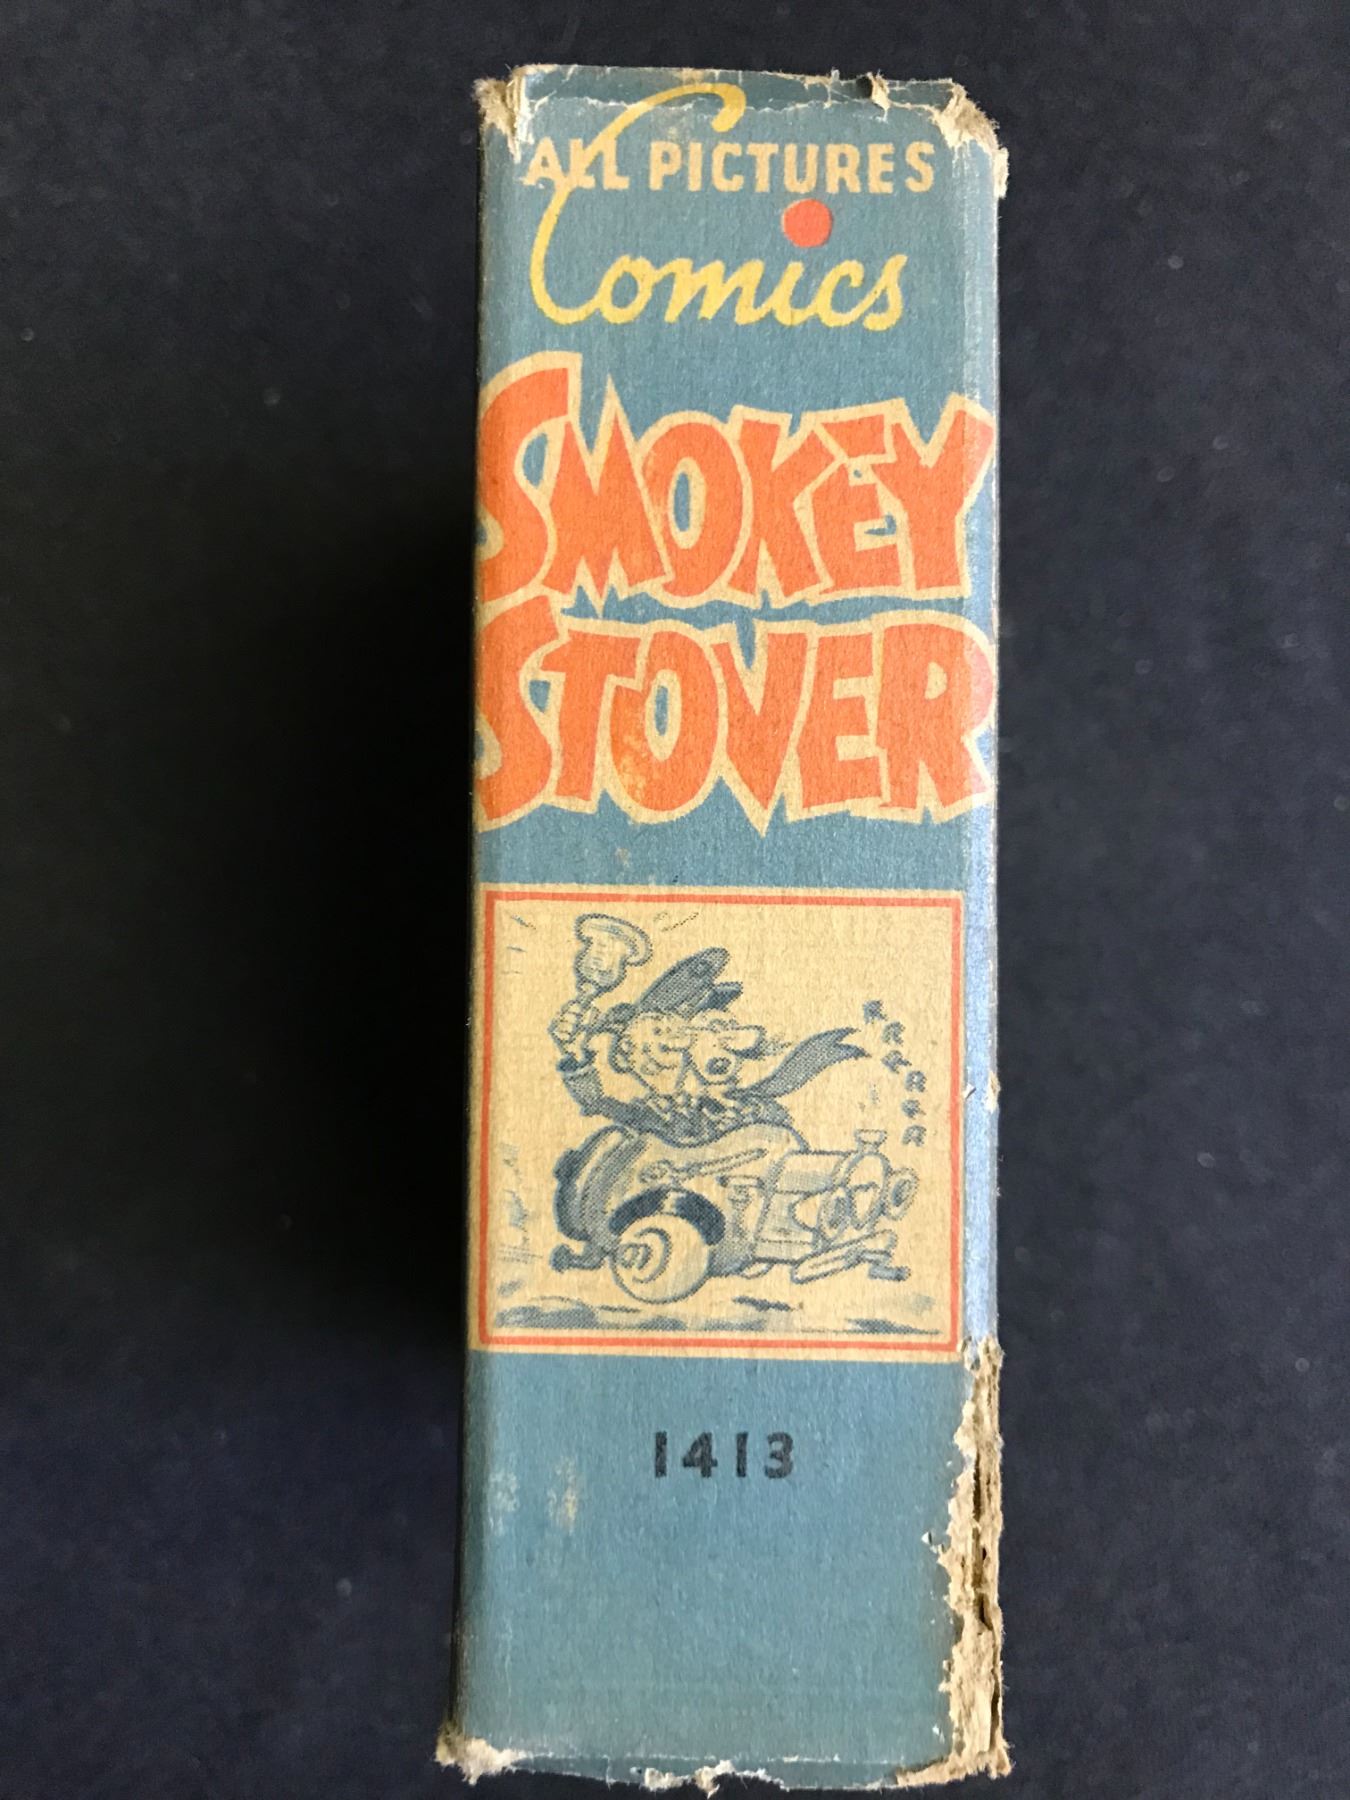 ALL PICTURES
Comics
SMOKEY
STOVER
1413